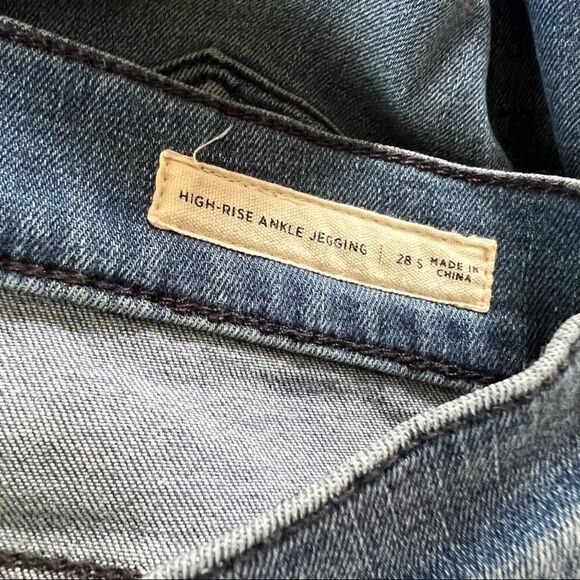 HIGH-RISE ANKLE JEGGING | 28 S MADE IN
CHINA